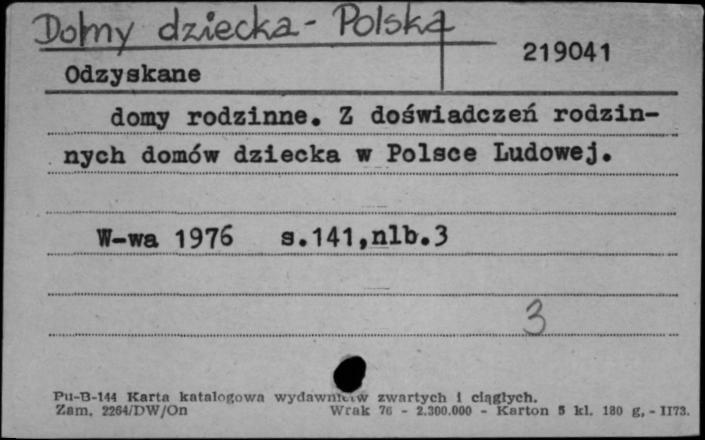 Domy dziecka - Polska
219041
Odzyskane
domy rodzinne. Z doświadczeń rodzin-
nych domów dziecka w Polsce Ludowej.
W-wa 1976 s.141,nlb.3
3
Pu-B-144 Karta katalogowa wydawnictw zwartych i ciągłych.
Zam. 2264/DW/On Wrak 76 - 2.300.000 - Karton 5 kl. 180 g, - II73.